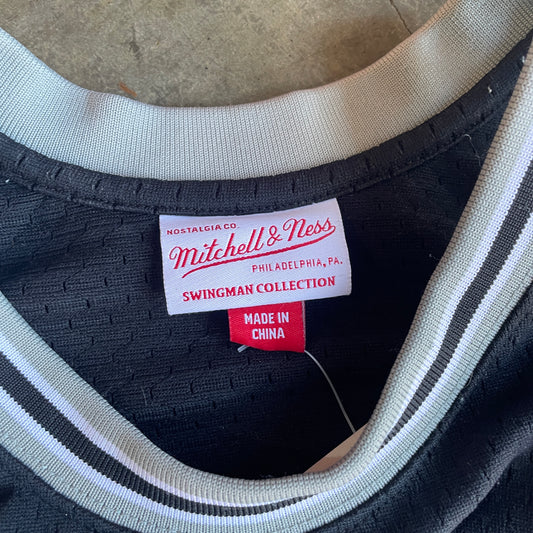 NOSTALGIA CO.
Mitchell & Ness
PHILADELPHIA, PA.
SWINGMAN COLLECTION
MADE IN
CHINA